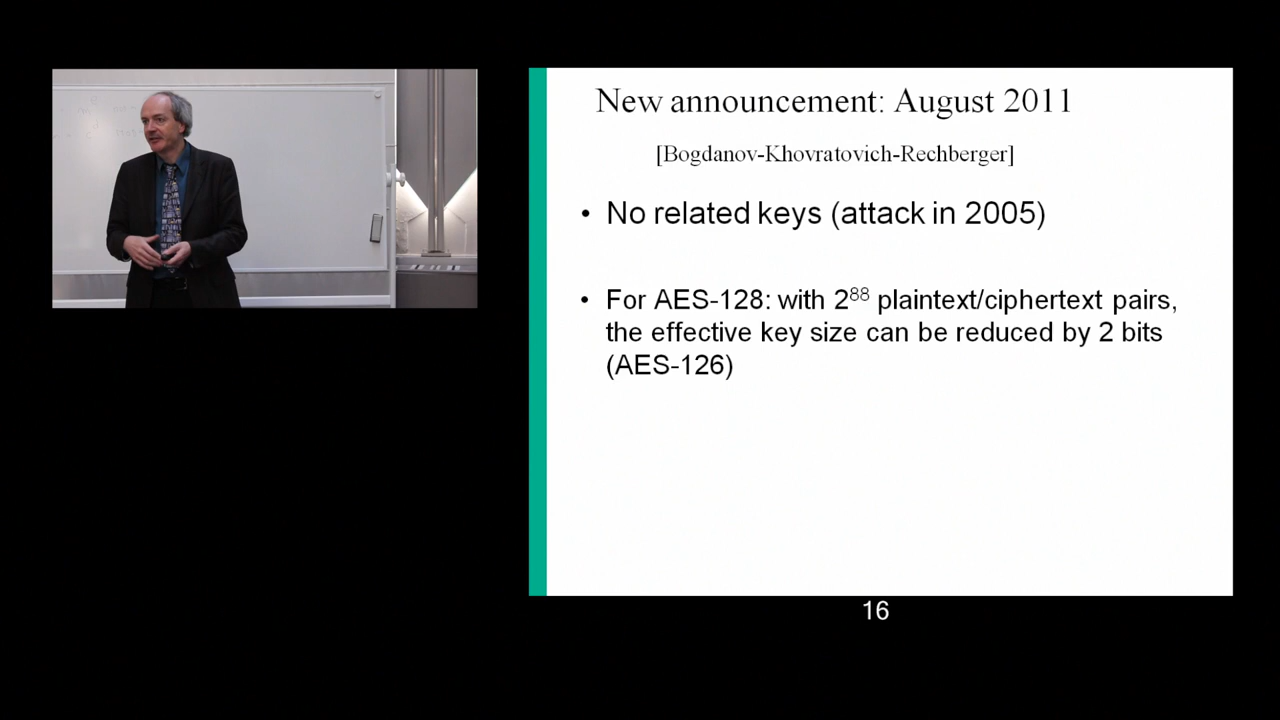 New announcement: August 2011
[Bogdanov-Khovratovich-Rechberger]
• No related keys (attack in 2005)
• For AES-128: with 2⁸⁸ plaintext/ciphertext pairs,
the effective key size can be reduced by 2 bits
(AES-126)
16